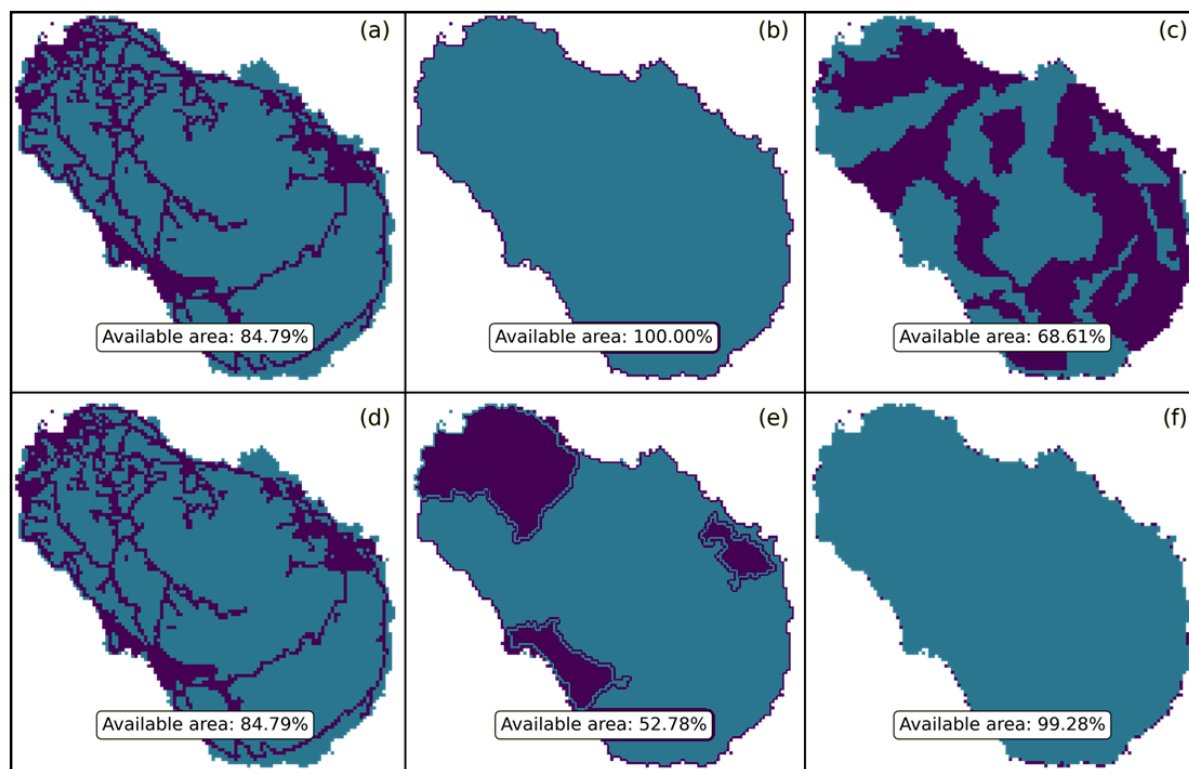 (a)
Available area: 84.79%
(b)
Available area: 100.00%
(c)
Available area: 68.61%
(d)
Available area: 84.79%
(e)
Available area: 52.78%
(f)
Available area: 99.28%